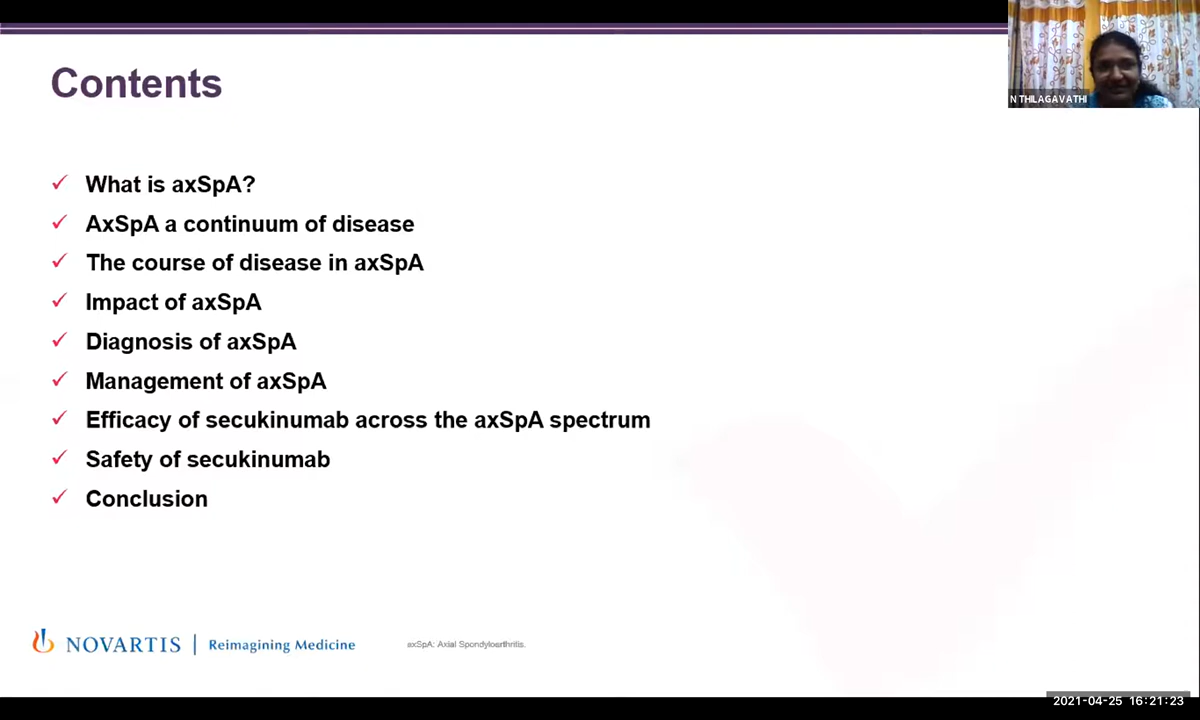 Contents
N THILAGAVATHI
✓ What is axSpA?
✓ AxSpA a continuum of disease
✓ The course of disease in axSpA
✓ Impact of axSpA
✓ Diagnosis of axSpA
✓ Management of axSpA
✓ Efficacy of secukinumab across the axSpA spectrum
✓ Safety of secukinumab
✓ Conclusion
NOVARTIS | Reimagining Medicine
axSpA: Axial Spondyloerthritis.
2021-04-25 16:21:23